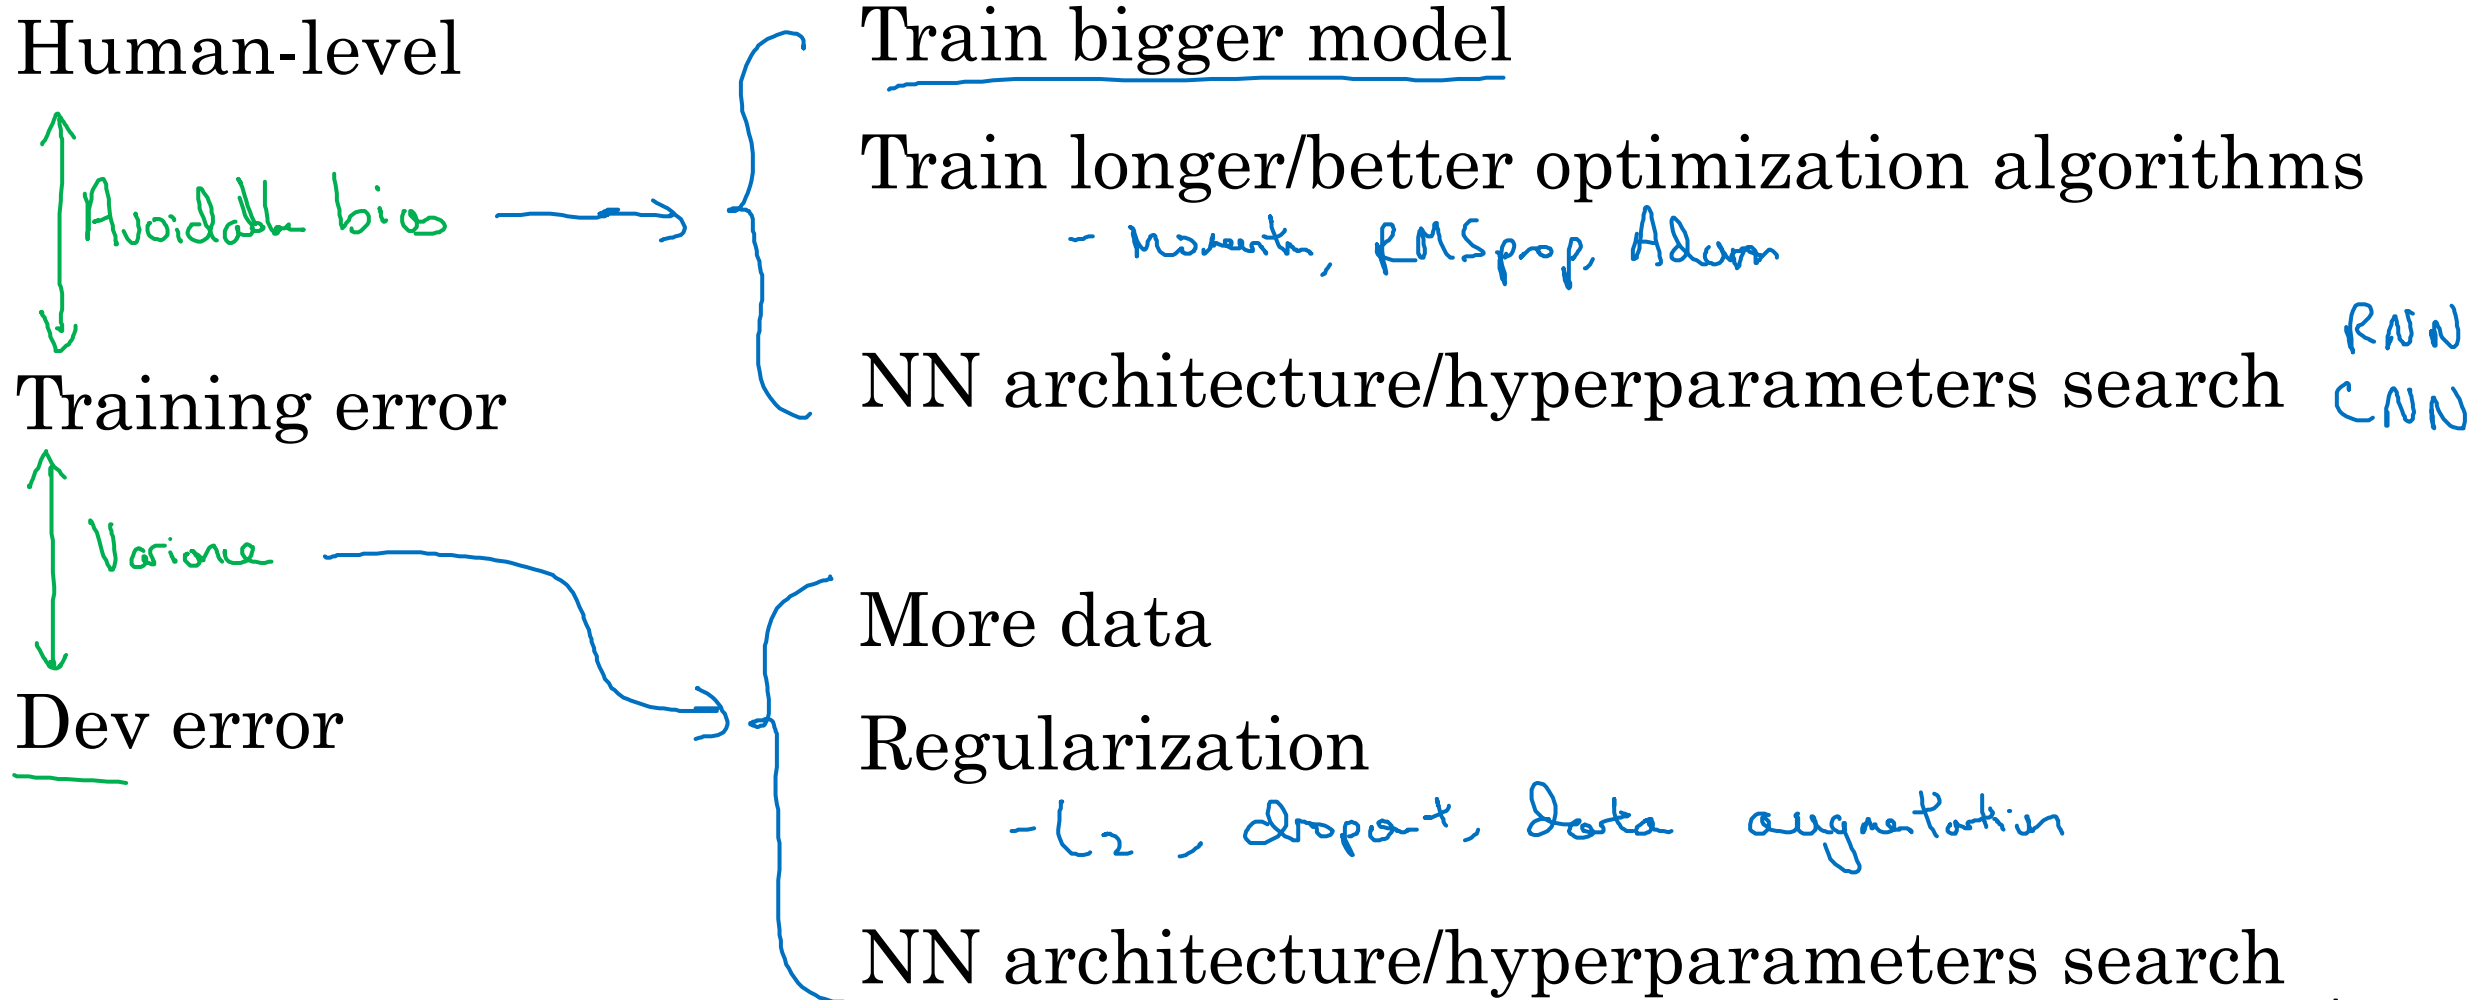 Human-level
Avoidable bias
Training error
Variance
Dev error
Train bigger model
Train longer/better optimization algorithms
- momentum, RMSprop, Adam
NN architecture/hyperparameters search
RNN
CNN
More data
Regularization
- L2, dropout, data augmentation
NN architecture/hyperparameters search